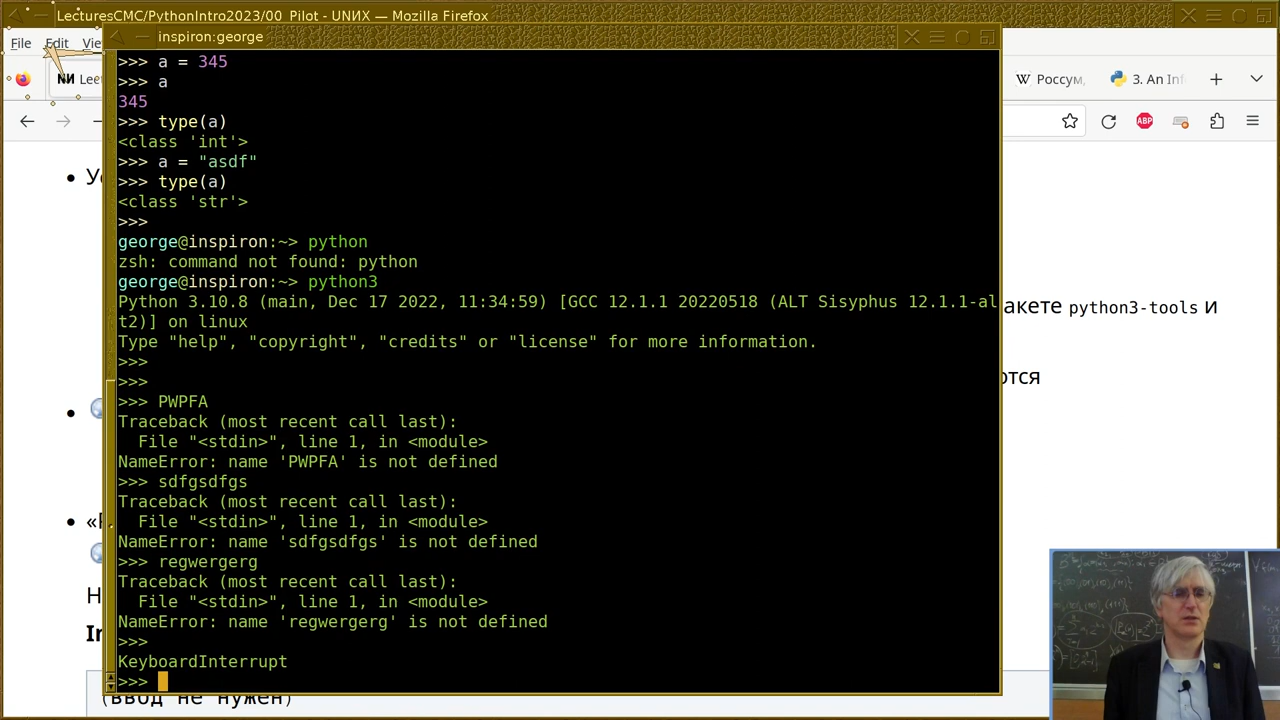 LecturesCMC/PythonIntro2023/00_Pilot - UNИX — Mozilla Firefox
inspiron:george
File Edit
NИ
W Россум,
3. An In
ABP
>>> a = 345
>>> a
345
>>> type(a)
<class 'int'>
>>> a = "asdf"
>>> type(a)
<class 'str'>
>>>
george@inspiron:~> python
zsh: command not found: python
george@inspiron:~> python3
Python 3.10.8 (main, Dec 17 2022, 11:34:59) [GCC 12.1.1 20220518 (ALT Sisyphus 12.1.1-al
t2)] on linux
Type "help", "copyright", "credits" or "license" for more information.
>>>
>>>
>>> PWPFA
Traceback (most recent call last):
  File "<stdin>", line 1, in <module>
NameError: name 'PWPFA' is not defined
>>> sdfgsdfgs
Traceback (most recent call last):
  File "<stdin>", line 1, in <module>
NameError: name 'sdfgsdfgs' is not defined
>>> regwergerg
Traceback (most recent call last):
  File "<stdin>", line 1, in <module>
NameError: name 'regwergerg' is not defined
>>>
KeyboardInterrupt
>>>
акете python3-tools и
отся
(ввод не нужен)